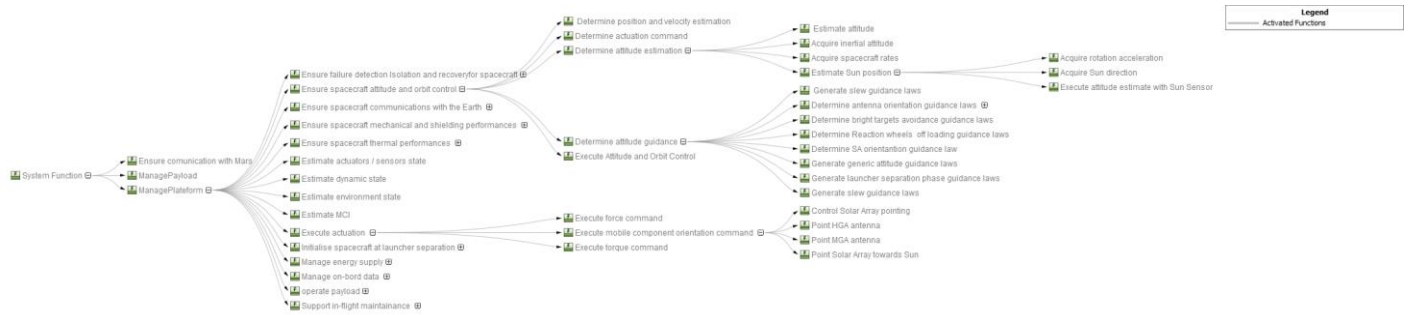 Legend
Activated Functions
System Function
Ensure comunication with Mars
ManagePayload
ManagePlateform
Ensure failure detection Isolation and recoveryfor spacecraft
Ensure spacecraft attitude and orbit control
Ensure spacecraft communications with the Earth
Ensure spacecraft mechanical and shielding performances
Ensure spacecraft thermal performances
Estimate actuators / sensors state
Estimate dynamic state
Estimate environment state
Estimate MCI
Execute actuation
Initialise spacecraft at launcher separation
Manage energy supply
Manage on-bord data
operate payload
Support in-flight maintainance
Determine position and velocity estimation
Determine actuation command
Determine attitude estimation
Determine attitude guidance
Execute Attitude and Orbit Control
Execute force command
Execute mobile component orientation command
Execute torque command
Estimate attitude
Acquire inertial attitude
Acquire spacecraft rates
Estimate Sun position
Generate slew guidance laws
Determine antenna orientation guidance laws
Determine bright targets avoidance guidance laws
Determine Reaction wheels off loading guidance laws
Determine SA orientantion guidance law
Generate generic attitude guidance laws
Generate launcher separation phase guidance laws
Generate slew guidance laws
Control Solar Array pointing
Point HGA antenna
Point MGA antenna
Point Solar Array towards Sun
Acquire rotation acceleration
Acquire Sun direction
Execute attitude estimate with Sun Sensor